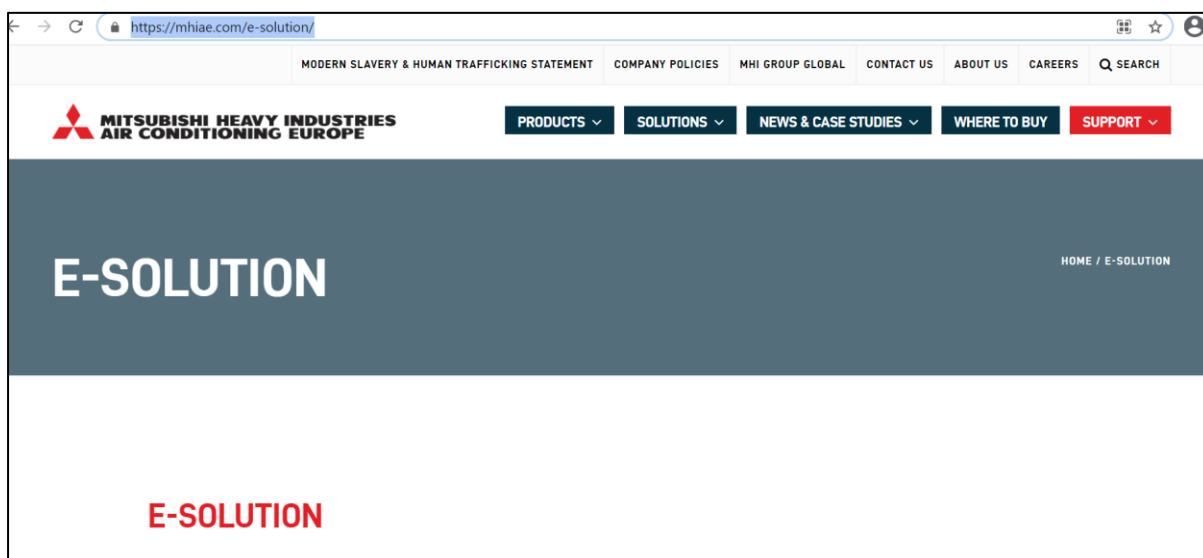 https://mhiae.com/e-solution/
MODERN SLAVERY & HUMAN TRAFFICKING STATEMENT COMPANY POLICIES MHI GROUP GLOBAL CONTACT US ABOUT US CAREERS SEARCH
MITSUBISHI HEAVY INDUSTRIES
AIR CONDITIONING EUROPE
PRODUCTS SOLUTIONS NEWS & CASE STUDIES WHERE TO BUY SUPPORT
E-SOLUTION
HOME / E-SOLUTION
E-SOLUTION